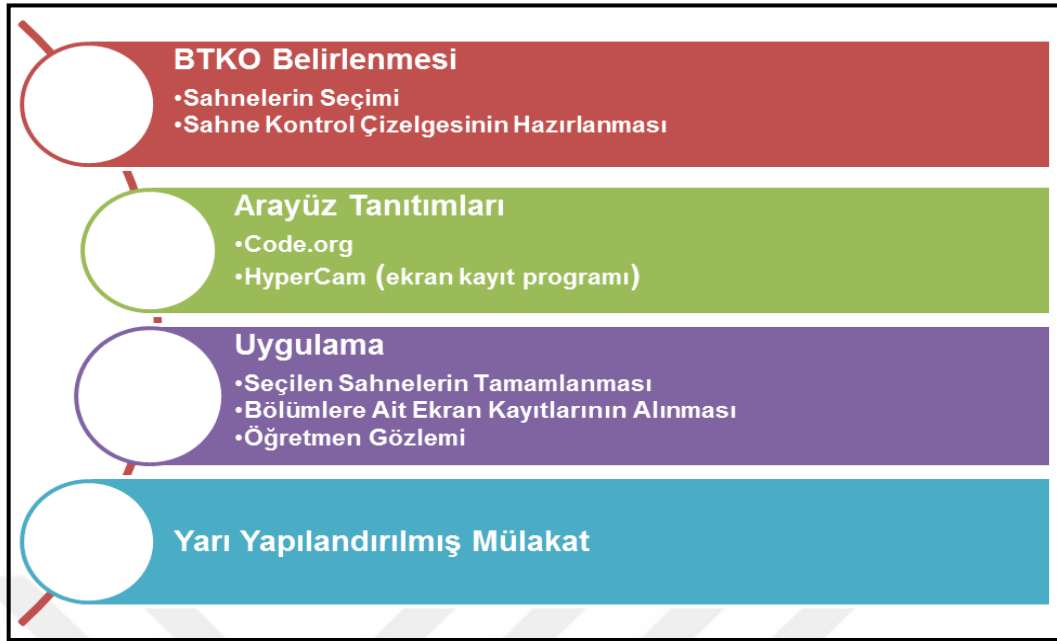 BTKO Belirlenmesi
•Sahnelerin Seçimi
•Sahne Kontrol Çizelgesinin Hazırlanması
Arayüz Tanıtımları
•Code.org
•HyperCam (ekran kayıt programı)
Uygulama
•Seçilen Sahnelerin Tamamlanması
•Bölümlere Ait Ekran Kayıtlarının Alınması
•Öğretmen Gözlemi
Yarı Yapılandırılmış Mülakat